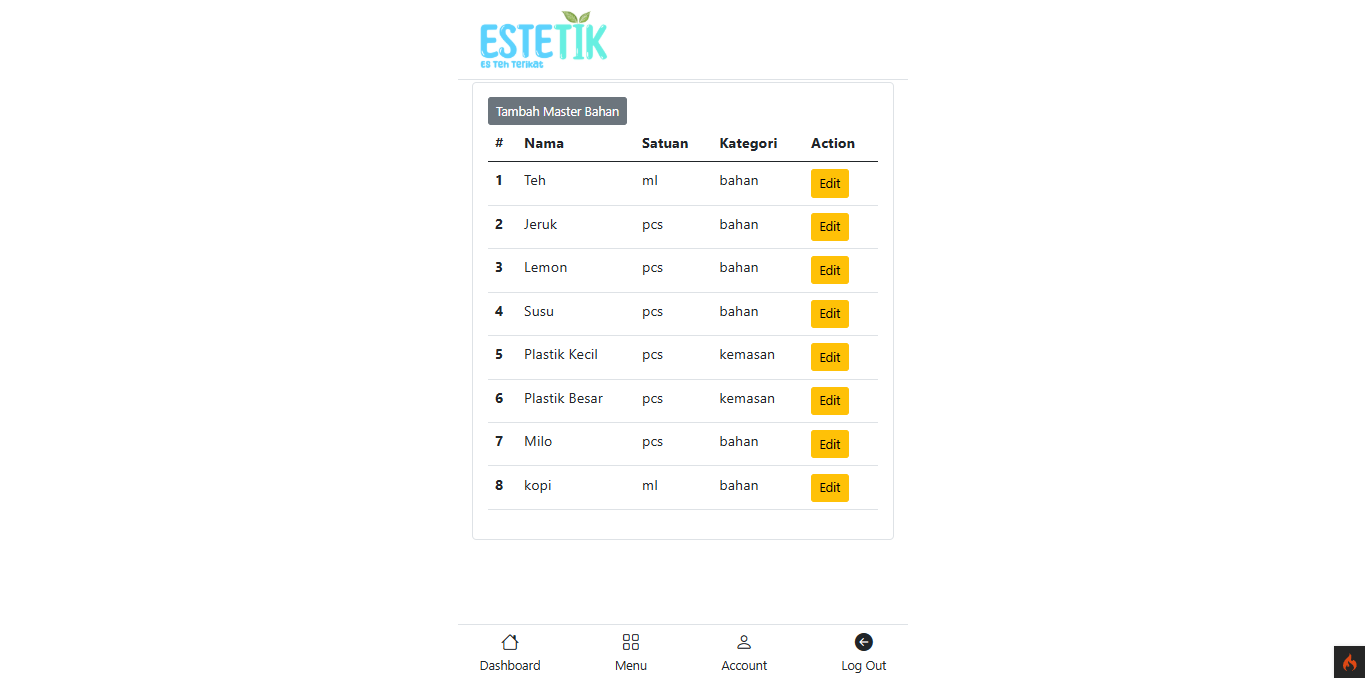 ESTETIK
Es Teh Terikat
Tambah Master Bahan
# Nama Satuan Kategori Action
1 Teh ml bahan Edit
2 Jeruk pcs bahan Edit
3 Lemon pcs bahan Edit
4 Susu pcs bahan Edit
5 Plastik Kecil pcs kemasan Edit
6 Plastik Besar pcs kemasan Edit
7 Milo pcs bahan Edit
8 kopi ml bahan Edit
Dashboard Menu Account Log Out